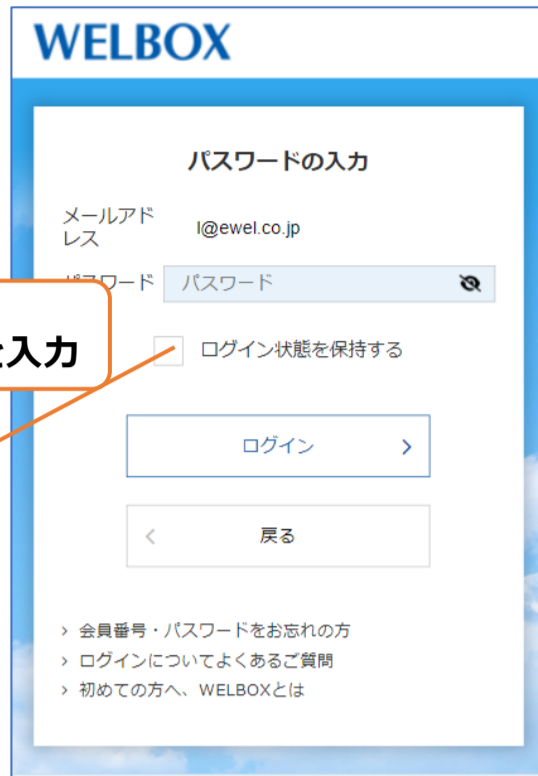 WELBOX
パスワードの入力
メールアド
レス
l@ewel.co.jp
パスワード
パスワード
を入力
ログイン状態を保持する
ログイン
戻る
会員番号・パスワードをお忘れの方
ログインについてよくあるご質問
初めての方へ、WELBOXとは